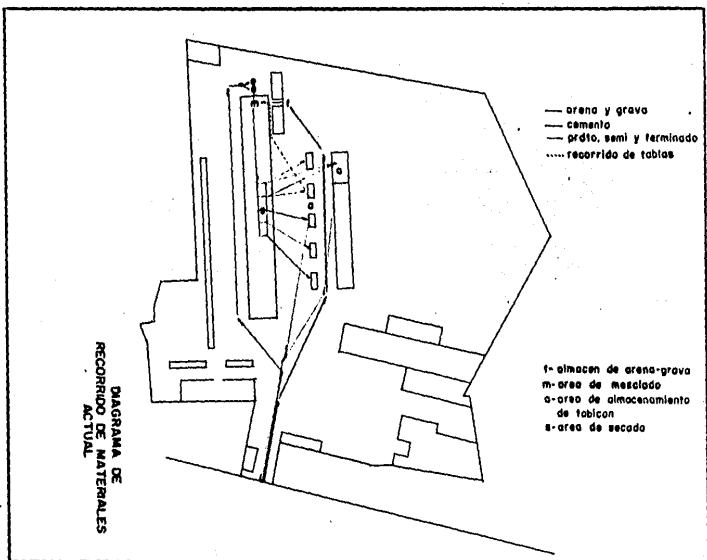 arena y grava
cemento
prdto, semi y terminado
recorrido de tablas
f- almacen de arena-grava
m- area de mesclado
a- area de almacenamiento
de tabicon
s- area de secado
DIAGRAMA DE
RECORRIDO DE MATERIALES
ACTUAL